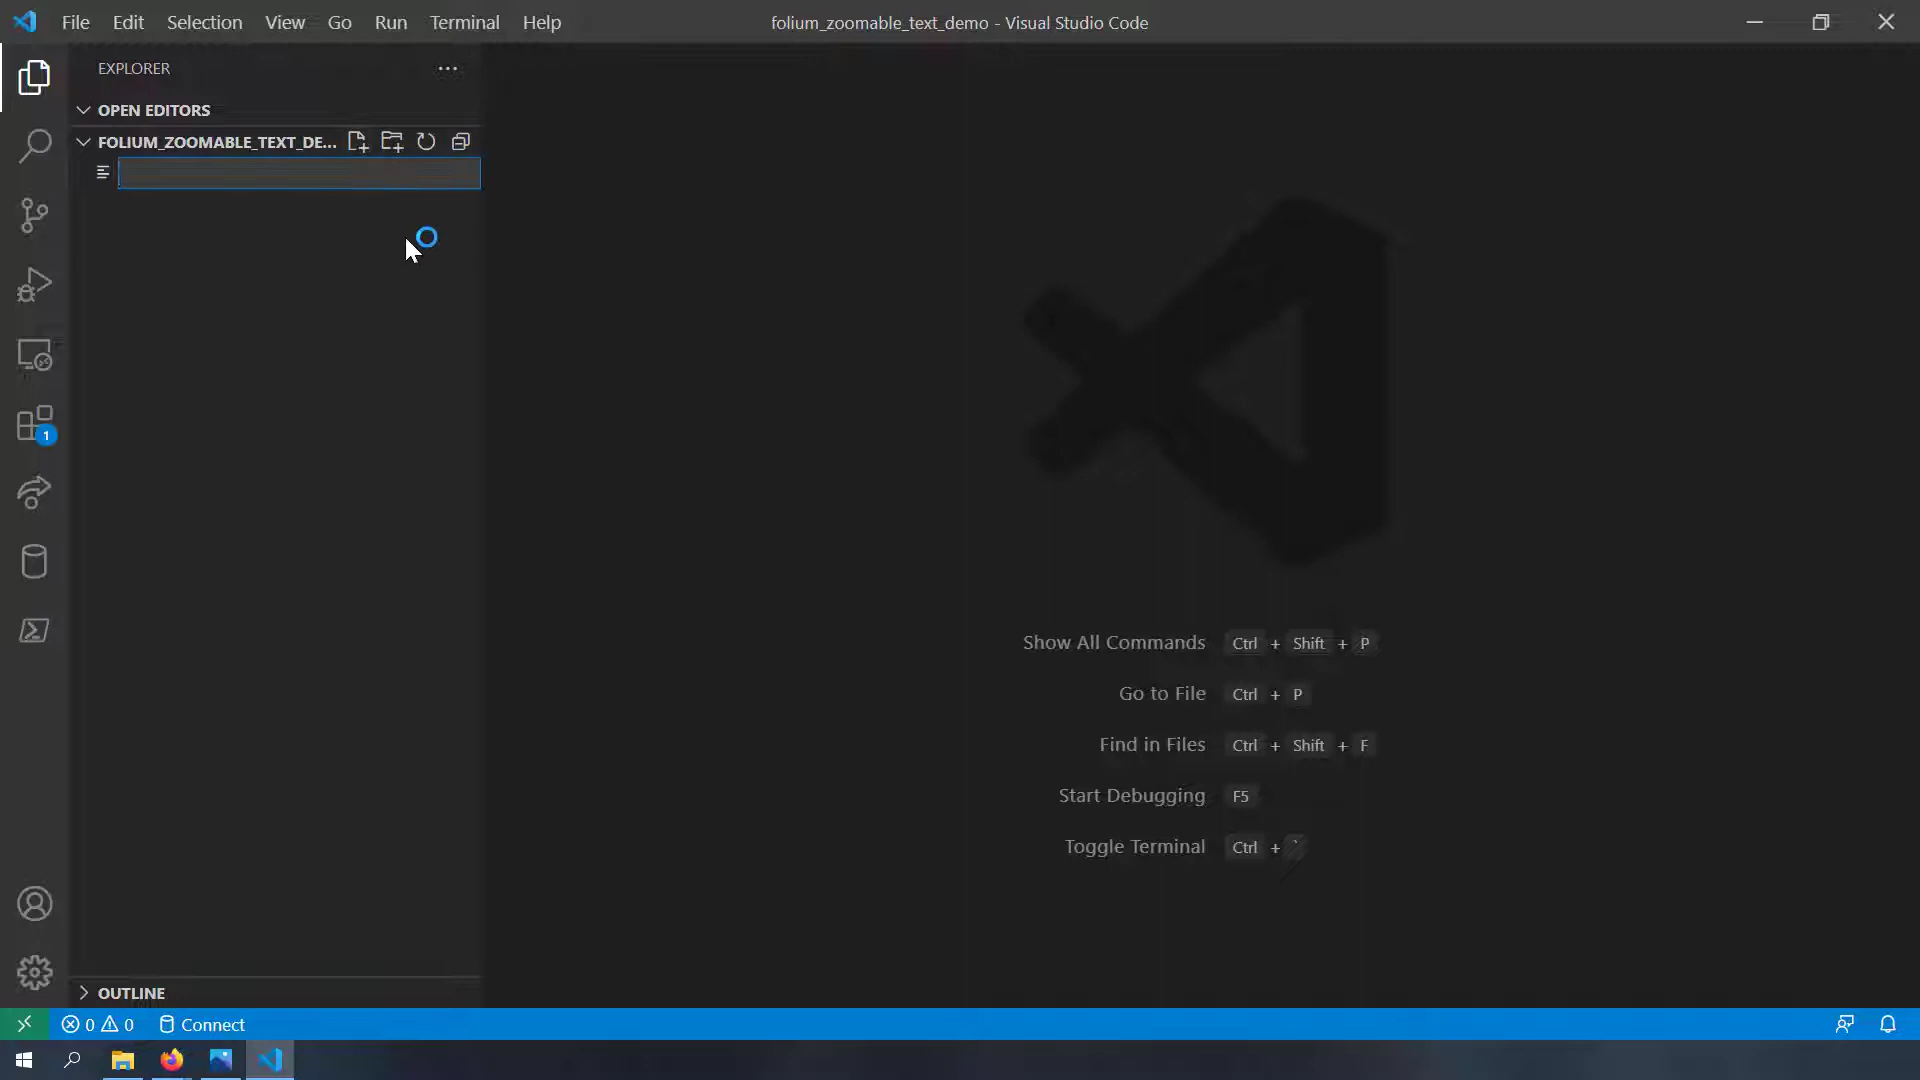 File Edit Selection View Go Run Terminal Help
folium_zoomable_text_demo - Visual Studio Code
EXPLORER
OPEN EDITORS
FOLIUM_ZOOMABLE_TEXT_DE...
1
Show All Commands Ctrl + Shift + P
Go to File Ctrl + P
Find in Files Ctrl + Shift + F
Start Debugging F5
Toggle Terminal Ctrl + `
OUTLINE
0 0 Connect